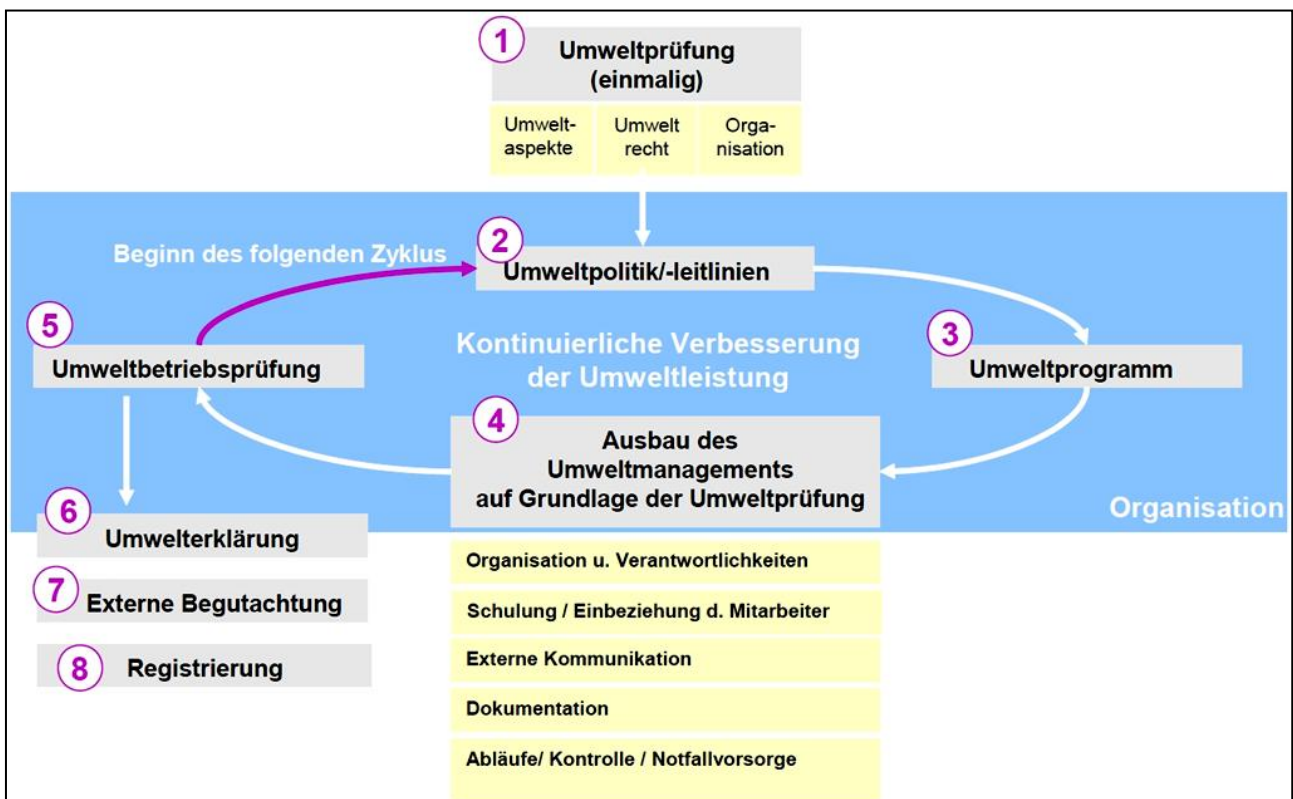 1
Umweltprüfung
(einmalig)
Umwelt-
aspekte
Umwelt
recht
Orga-
nisation
Beginn des folgenden Zyklus
2
Umweltpolitik/-leitlinien
5
Umweltbetriebsprüfung
Kontinuierliche Verbesserung
der Umweltleistung
3
Umweltprogramm
4
Ausbau des
Umweltmanagements
auf Grundlage der Umweltprüfung
Organisation
6
Umwelterklärung
7
Externe Begutachtung
8
Registrierung
Organisation u. Verantwortlichkeiten
Schulung / Einbeziehung d. Mitarbeiter
Externe Kommunikation
Dokumentation
Abläufe/ Kontrolle / Notfallvorsorge